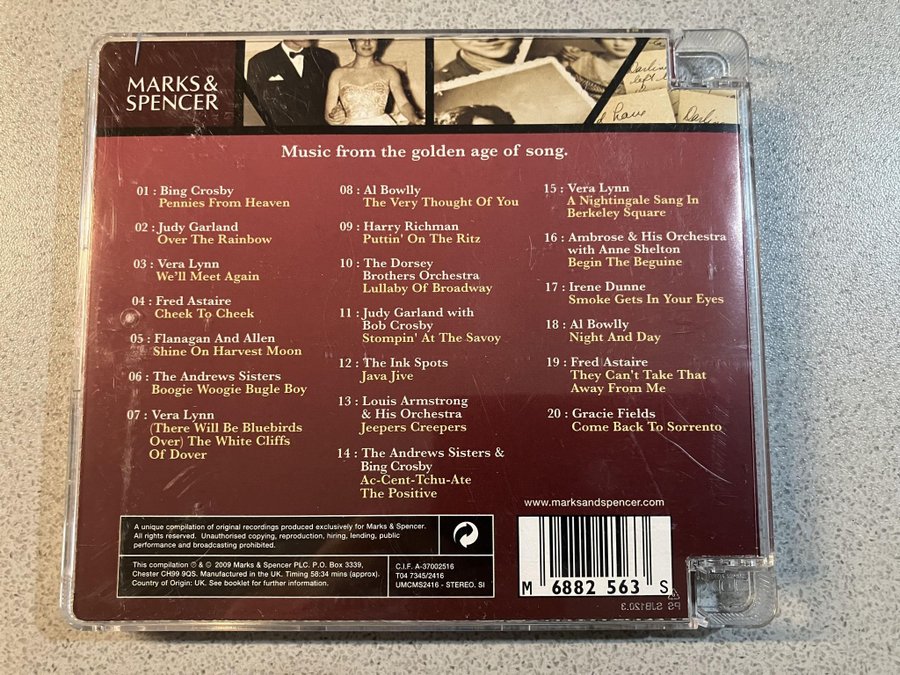 MARKS &
SPENCER
Darling
left
have
Darling
Music from the golden age of song.
01 : Bing Crosby
Pennies From Heaven
02 : Judy Garland
Over The Rainbow
03 : Vera Lynn
We'll Meet Again
04 : Fred Astaire
Cheek To Cheek
05 : Flanagan And Allen
Shine On Harvest Moon
06 : The Andrews Sisters
Boogie Woogie Bugle Boy
07 : Vera Lynn
(There Will Be Bluebirds
Over) The White Cliffs
Of Dover
08 : Al Bowlly
The Very Thought Of You
09 : Harry Richman
Puttin' On The Ritz
10 : The Dorsey
Brothers Orchestra
Lullaby Of Broadway
11 : Judy Garland with
Bob Crosby
Stompin' At The Savoy
12 : The Ink Spots
Java Jive
13 : Louis Armstrong
& His Orchestra
Jeepers Creepers
14 : The Andrews Sisters &
Bing Crosby
Ac-Cent-Tchu-Ate
The Positive
15 : Vera Lynn
A Nightingale Sang In
Berkeley Square
16 : Ambrose & His Orchestra
with Anne Shelton
Begin The Beguine
17 : Irene Dunne
Smoke Gets In Your Eyes
18 : Al Bowlly
Night And Day
19 : Fred Astaire
They Can't Take That
Away From Me
20 : Gracie Fields
Come Back To Sorrento
www.marksandspencer.com
A unique compilation of original recordings produced exclusively for Marks & Spencer.
All rights reserved. Unauthorised copying, reproduction, hiring, lending, public
performance and broadcasting prohibited.
This compilation ℗ & © 2009 Marks & Spencer PLC. P.O. Box 3339,
Chester CH99 9QS. Manufactured in the UK. Timing 58:34 mins (approx).
Country of Origin: UK. See booklet for further information.
C.I.F. A-37002516
T04 7345/2416
UMCMS2416 - STEREO. SI
M 6882 563 S
PS SJB120.3